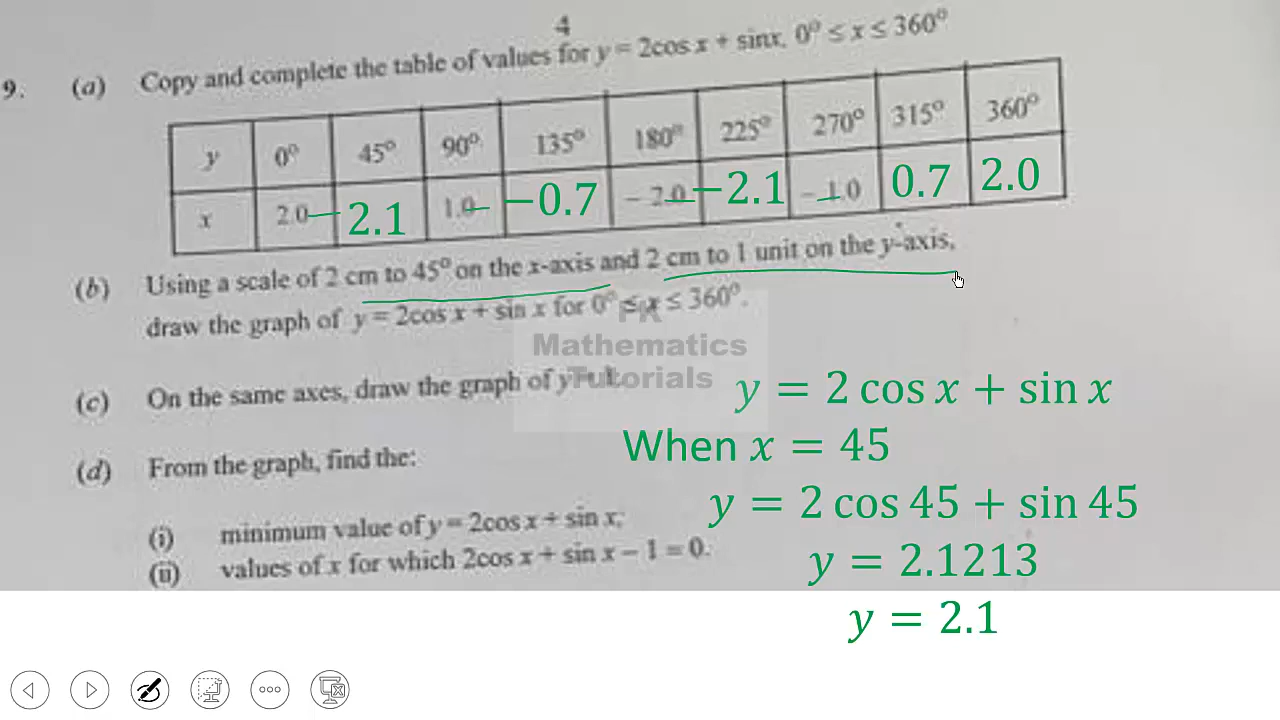 4
9. (a) Copy and complete the table of values for y = 2cos x + sinx, 0° ≤ x ≤ 360°
y 0° 45° 90° 135° 180° 225° 270° 315° 360°
x 2.0 2.1 1.0 −0.7 −2.0 −2.1 −1.0 0.7 2.0
(b) Using a scale of 2 cm to 45° on the x-axis and 2 cm to 1 unit on the y-axis,
draw the graph of y = 2cos x + sin x for 0° ≤ x ≤ 360°.
Mathematics
Tutorials
(c) On the same axes, draw the graph of
(d) From the graph, find the:
(i) minimum value of y = 2cos x + sin x;
(ii) values of x for which 2cos x + sin x − 1 = 0.
y = 2 cos x + sin x
When x = 45
y = 2 cos 45 + sin 45
y = 2.1213
y = 2.1